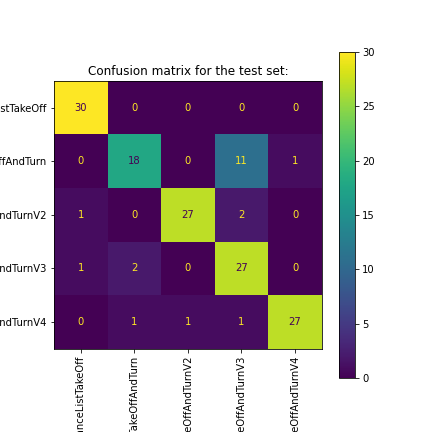 Confusion matrix for the test set:
stTakeOff 30 0 0 0 0
ffAndTurn 0 18 0 11 1
ndTurnV2 1 0 27 2 0
ndTurnV3 1 2 0 27 0
ndTurnV4 0 1 1 1 27
anceListTakeOff
TakeOffAndTurn
eOffAndTurnV2
eOffAndTurnV3
eOffAndTurnV4
30
25
20
15
10
5
0